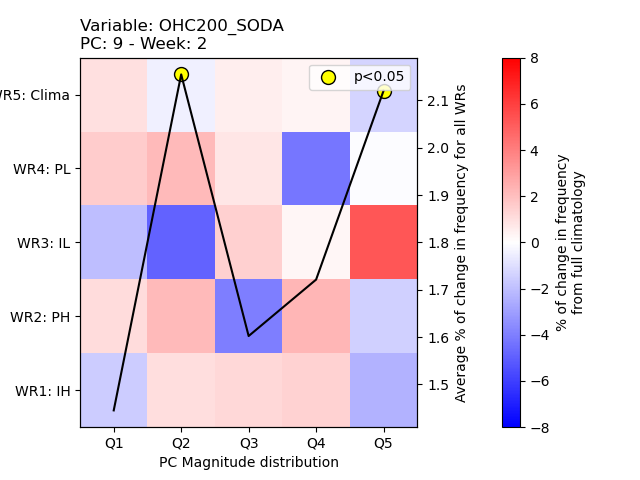 Variable: OHC200_SODA
PC: 9 - Week: 2
p<0.05
WR5: Clima
WR4: PL
WR3: IL
WR2: PH
WR1: IH
Q1 Q2 Q3 Q4 Q5
PC Magnitude distribution
2.1
2.0
1.9
1.8
1.7
1.6
1.5
Average % of change in frequency for all WRs
8
6
4
2
0
−2
−4
−6
−8
% of change in frequency
from full climatology